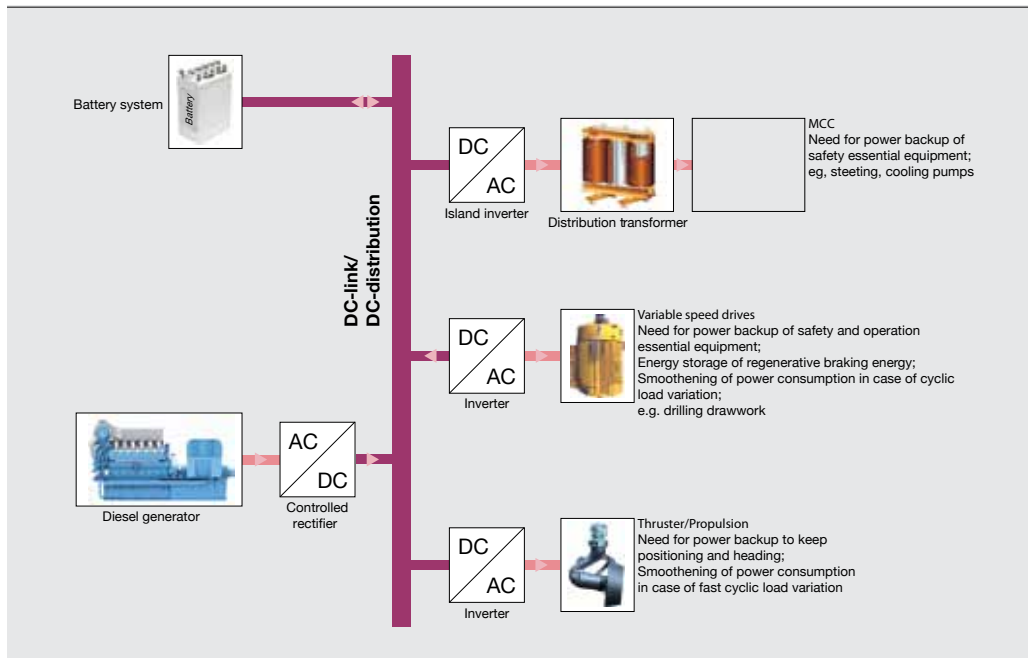 Battery system
Battery
DC-link/
DC-distribution
DC
AC
Island inverter
Distribution transformer
MCC
Need for power backup of
safety essential equipment;
eg, steeting, cooling pumps
DC
AC
Inverter
Variable speed drives
Need for power backup of safety and operation
essential equipment;
Energy storage of regenerative braking energy;
Smoothening of power consumption in case of cyclic
load variation;
e.g. drilling drawwork
Diesel generator
AC
DC
Controlled
rectifier
DC
AC
Inverter
Thruster/Propulsion
Need for power backup to keep
positioning and heading;
Smoothening of power consumption
in case of fast cyclic load variation